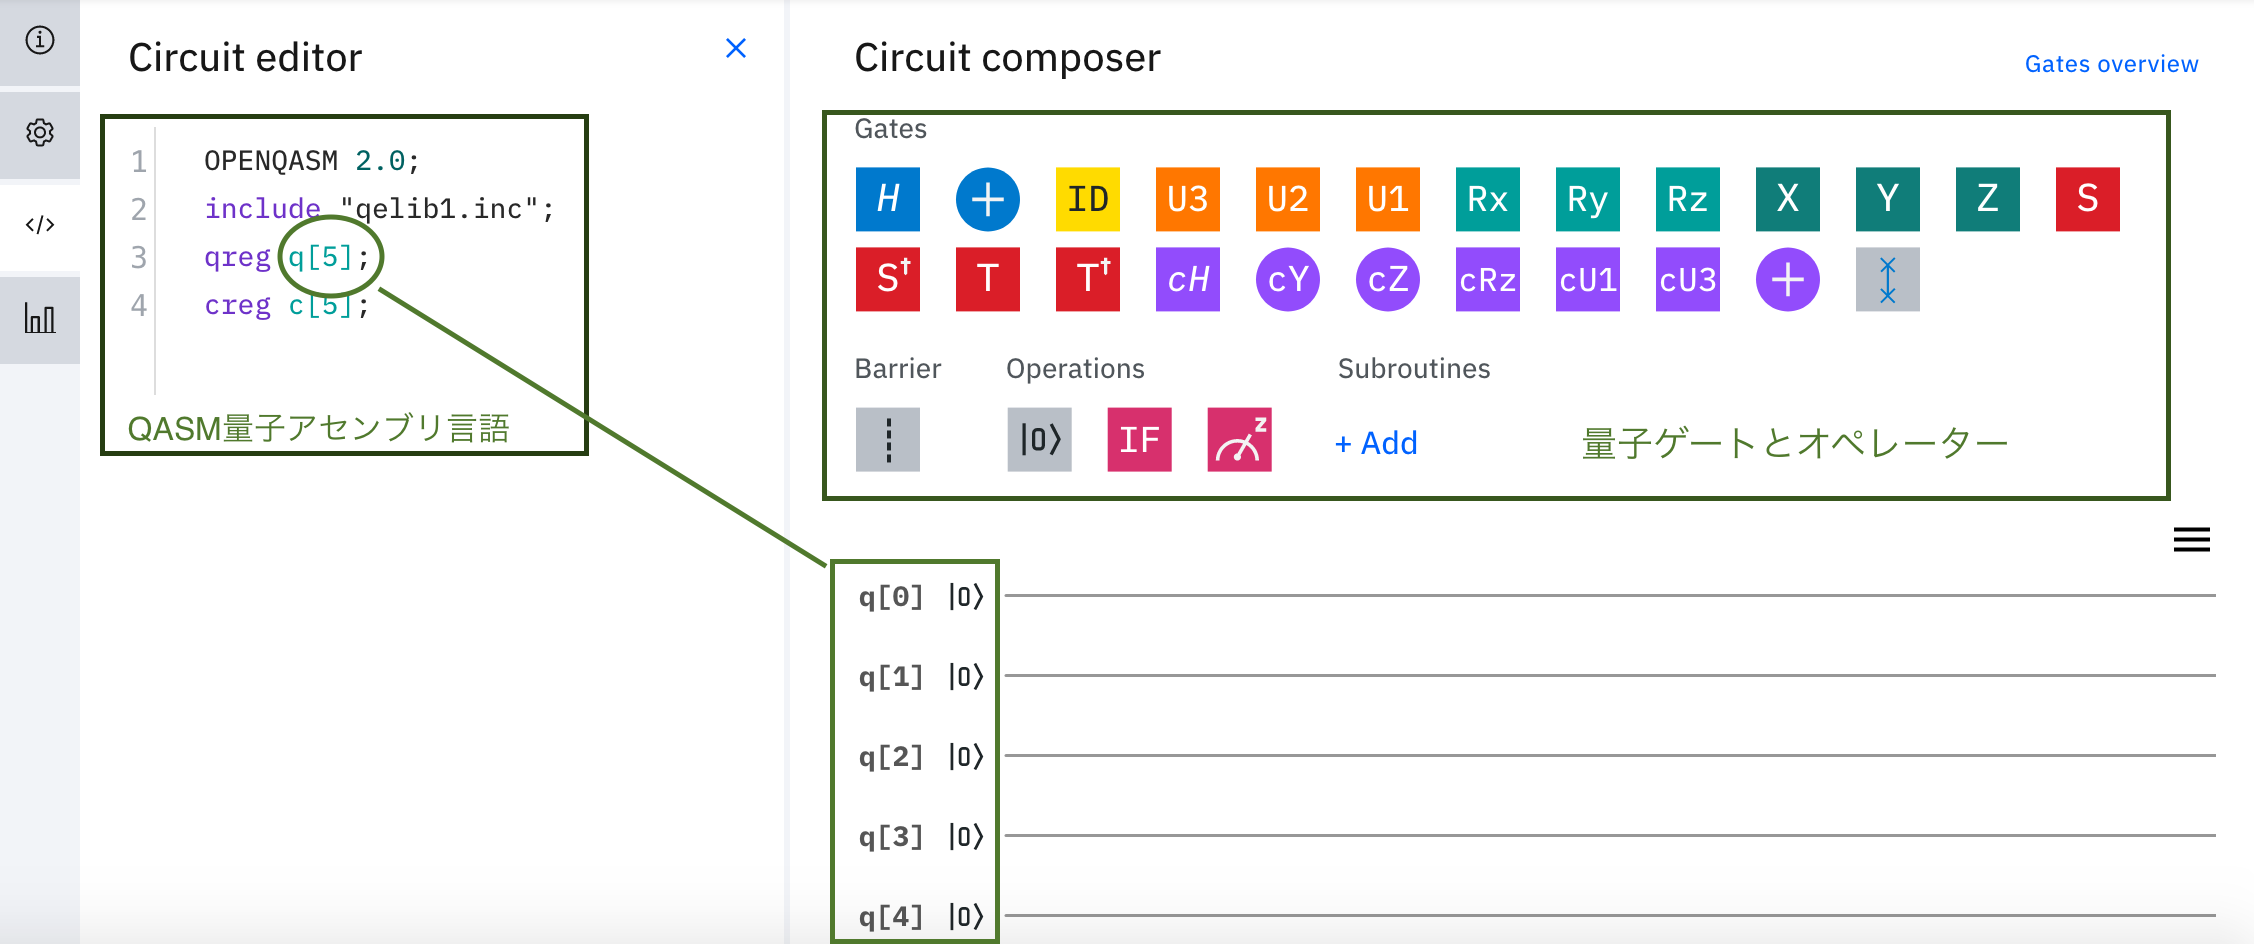 Circuit editor
1 OPENQASM 2.0;
2 include "qelib1.inc";
3 qreg q[5];
4 creg c[5];
QASM量子アセンブリ言語
Circuit composer
Gates overview
Gates
H + ID U3 U2 U1 Rx Ry Rz X Y Z S
S† T T† cH cY cZ cRz cU1 cU3 +
Barrier Operations Subroutines
|0⟩ IF z + Add
量子ゲートとオペレーター
q[0] |0⟩
q[1] |0⟩
q[2] |0⟩
q[3] |0⟩
q[4] |0⟩